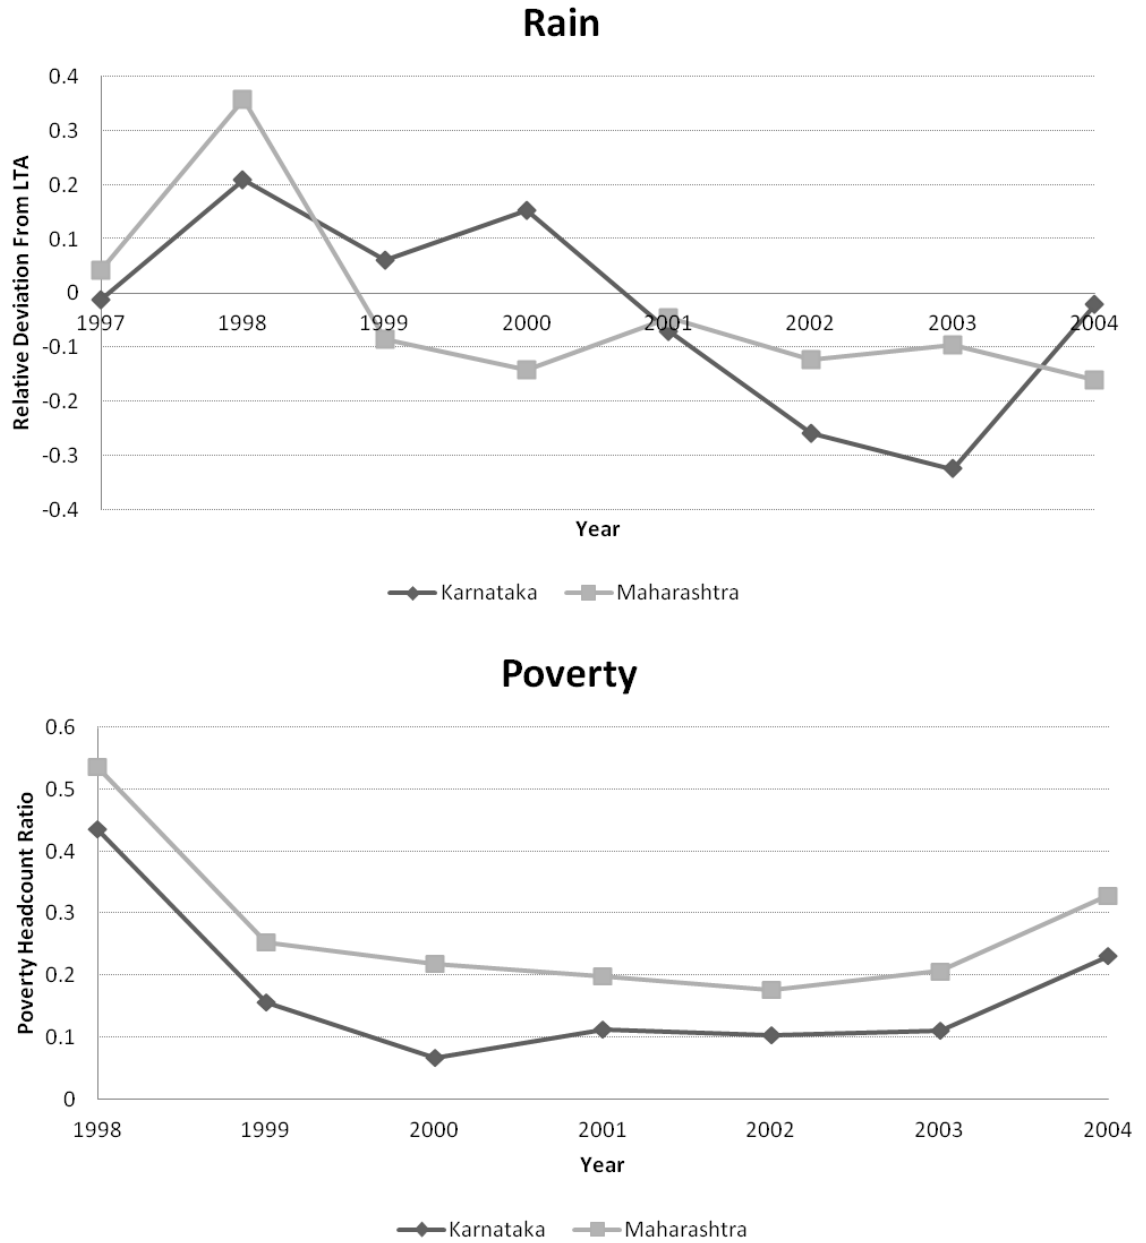 Rain
Relative Deviation From LTA
0.4
0.3
0.2
0.1
0
-0.1
-0.2
-0.3
-0.4
1997 1998 1999 2000 2001 2002 2003 2004
Year
Karnataka Maharashtra
Poverty
Poverty Headcount Ratio
0.6
0.5
0.4
0.3
0.2
0.1
0
1998 1999 2000 2001 2002 2003 2004
Year
Karnataka Maharashtra